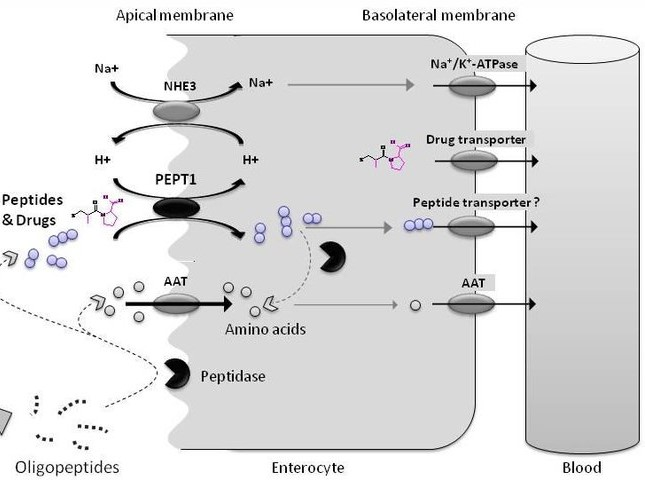 Apical membrane
Basolateral membrane
Na+
NHE3
Na+
Na⁺/K⁺-ATPase
H+
H+
Drug transporter
PEPT1
Peptides
& Drugs
Peptide transporter ?
AAT
AAT
Amino acids
Peptidase
Oligopeptides
Enterocyte
Blood